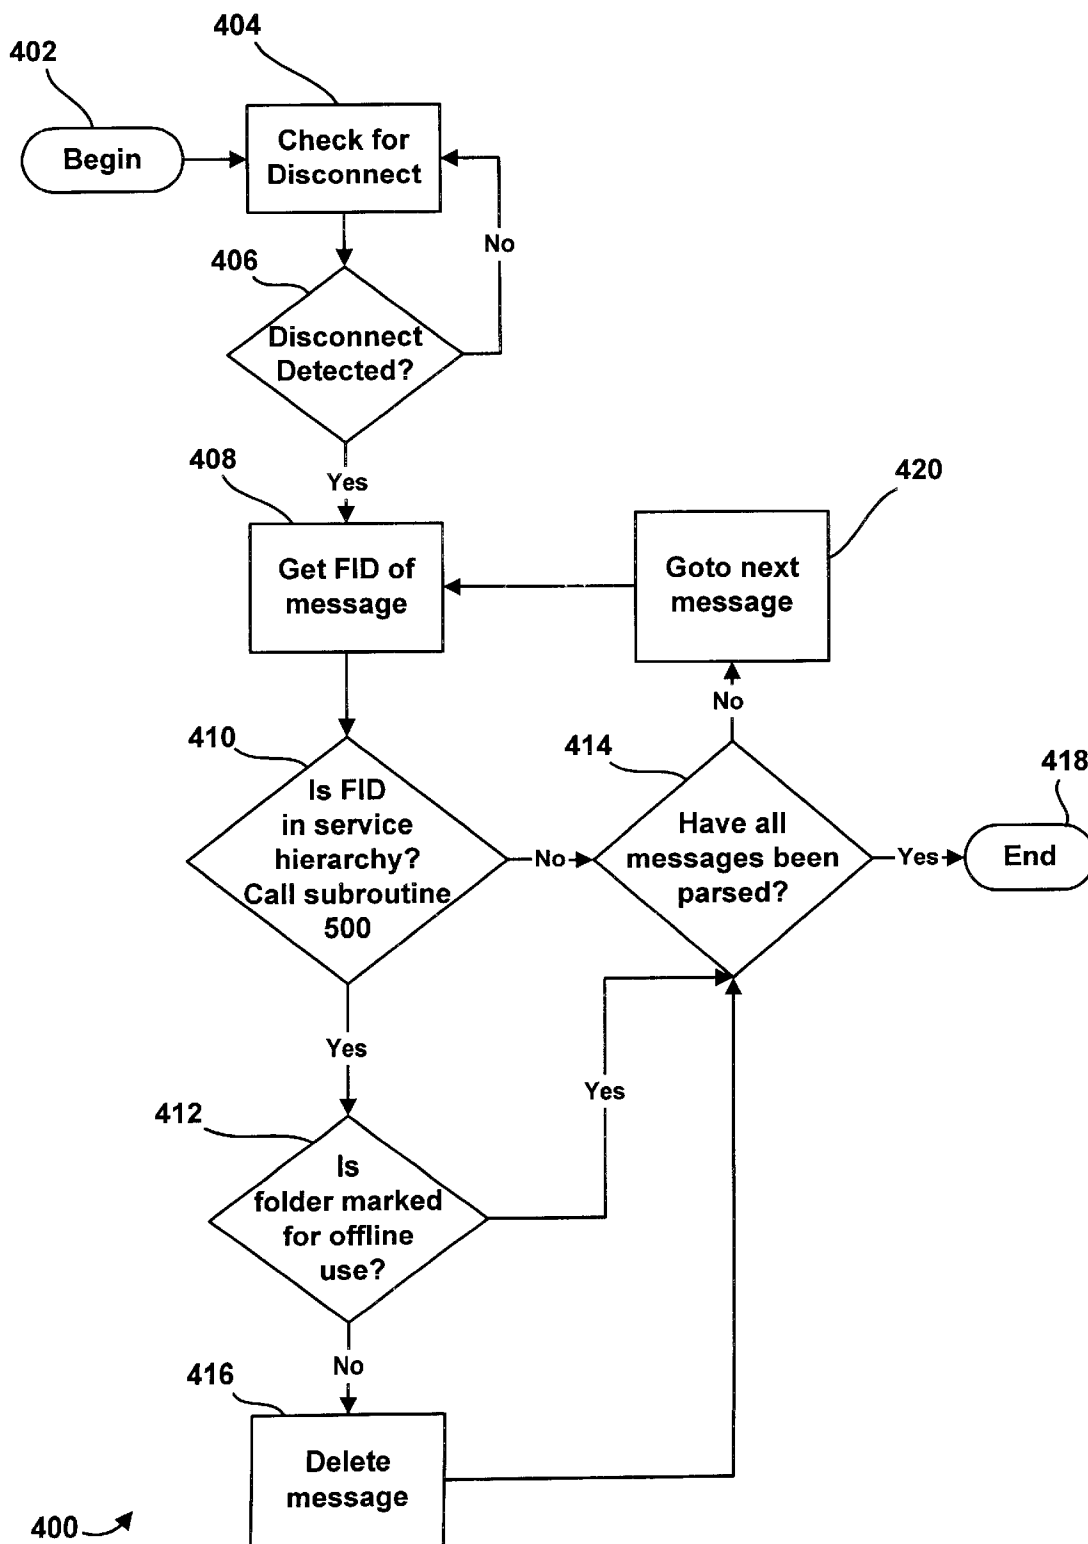 402
404
Begin
Check for
Disconnect
No
406
Disconnect
Detected?
Yes
408
420
Get FID of
message
Goto next
message
No
410
414
418
Is FID
in service
hierarchy?
Call subroutine
500
No
Have all
messages been
parsed?
Yes
End
Yes
Yes
412
Is
folder marked
for offline
use?
No
416
Delete
message
400